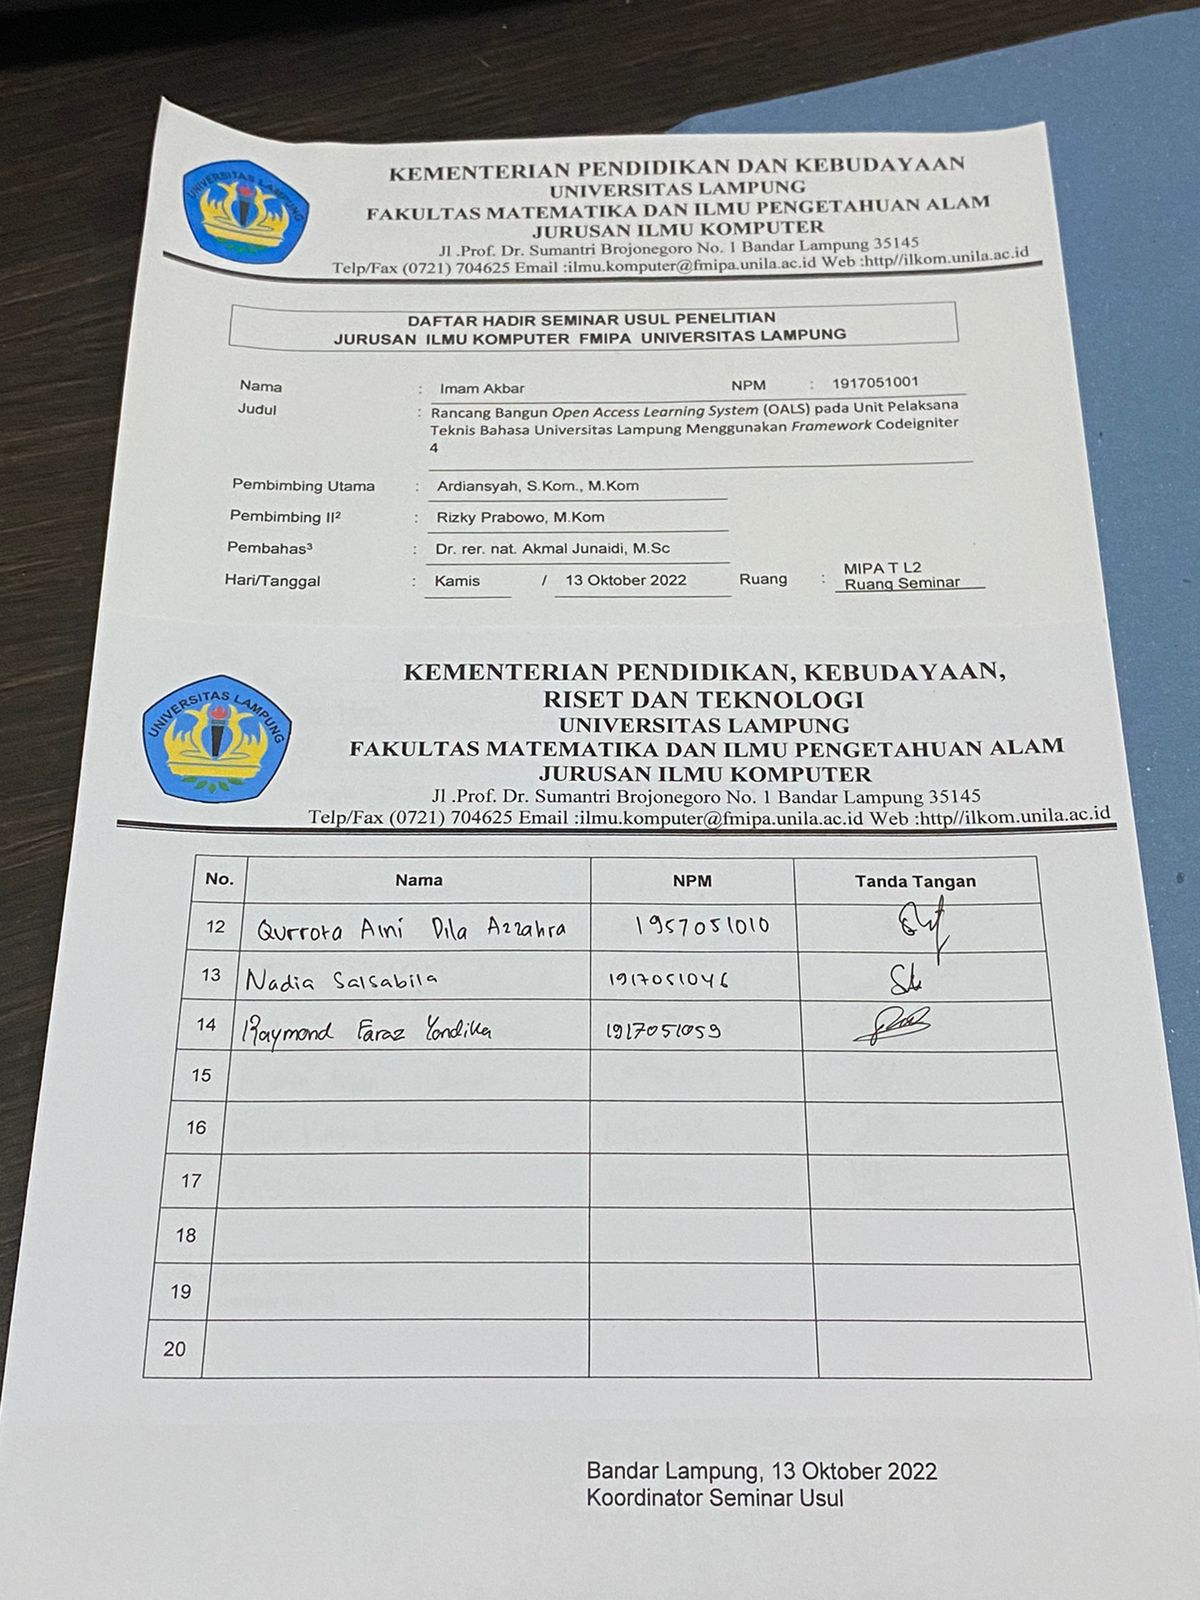 UNIVERSITAS LAMPUNG
KEMENTERIAN PENDIDIKAN DAN KEBUDAYAAN
UNIVERSITAS LAMPUNG
FAKULTAS MATEMATIKA DAN ILMU PENGETAHUAN ALAM
JURUSAN ILMU KOMPUTER
Jl .Prof. Dr. Sumantri Brojonegoro No. 1 Bandar Lampung 35145
Telp/Fax (0721) 704625 Email :ilmu.komputer@fmipa.unila.ac.id Web :http//ilkom.unila.ac.id
DAFTAR HADIR SEMINAR USUL PENELITIAN
JURUSAN ILMU KOMPUTER FMIPA UNIVERSITAS LAMPUNG
Nama : Imam Akbar NPM : 1917051001
Judul : Rancang Bangun Open Access Learning System (OALS) pada Unit Pelaksana
Teknis Bahasa Universitas Lampung Menggunakan Framework Codeigniter
4
Pembimbing Utama : Ardiansyah, S.Kom., M.Kom
Pembimbing II² : Rizky Prabowo, M.Kom
Pembahas³ : Dr. rer. nat. Akmal Junaidi, M.Sc
Hari/Tanggal : Kamis / 13 Oktober 2022 Ruang : MIPA T L2
Ruang Seminar
UNIVERSITAS LAMPUNG
KEMENTERIAN PENDIDIKAN, KEBUDAYAAN,
RISET DAN TEKNOLOGI
UNIVERSITAS LAMPUNG
FAKULTAS MATEMATIKA DAN ILMU PENGETAHUAN ALAM
JURUSAN ILMU KOMPUTER
Jl .Prof. Dr. Sumantri Brojonegoro No. 1 Bandar Lampung 35145
Telp/Fax (0721) 704625 Email :ilmu.komputer@fmipa.unila.ac.id Web :http//ilkom.unila.ac.id
No. Nama NPM Tanda Tangan
12 Qurrota Aini Dila Azzahra 1957051010
13 Nadia Salsabila 1917051046
14 Raymond Faraz Yondika 1917051059
15
16
17
18
19
20
Bandar Lampung, 13 Oktober 2022
Koordinator Seminar Usul